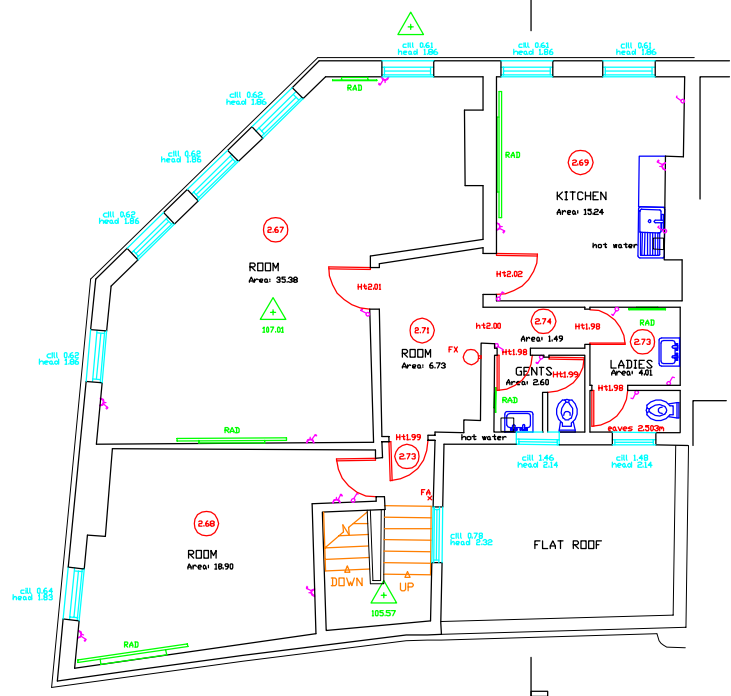 cill 0.61
head 1.86
cill 0.61
head 1.86
cill 0.61
head 1.86
RAD
cill 0.62
head 1.86
cill 0.62
head 1.86
cill 0.62
head 1.86
RAD
2.69
KITCHEN
Area: 15.24
hot water
2.67
ROOM
Area: 35.38
Ht2.01
Ht2.02
107.01
2.71
ROOM
Area: 6.73
FX
ht2.00
2.74
Area: 1.49
Ht1.98
RAD
2.73
LADIES
Area: 4.01
Ht1.98
GENTS
Area: 2.60
Ht1.99
RAD
Ht1.98
eaves 2.503m
cill 0.62
head 1.86
RAD
Ht1.99
hot water
2.73
cill 1.46
head 2.14
cill 1.48
head 2.14
FA
2.68
ROOM
Area: 18.90
N
DOWN
UP
cill 0.78
head 2.32
FLAT ROOF
cill 0.64
head 1.83
105.57
RAD